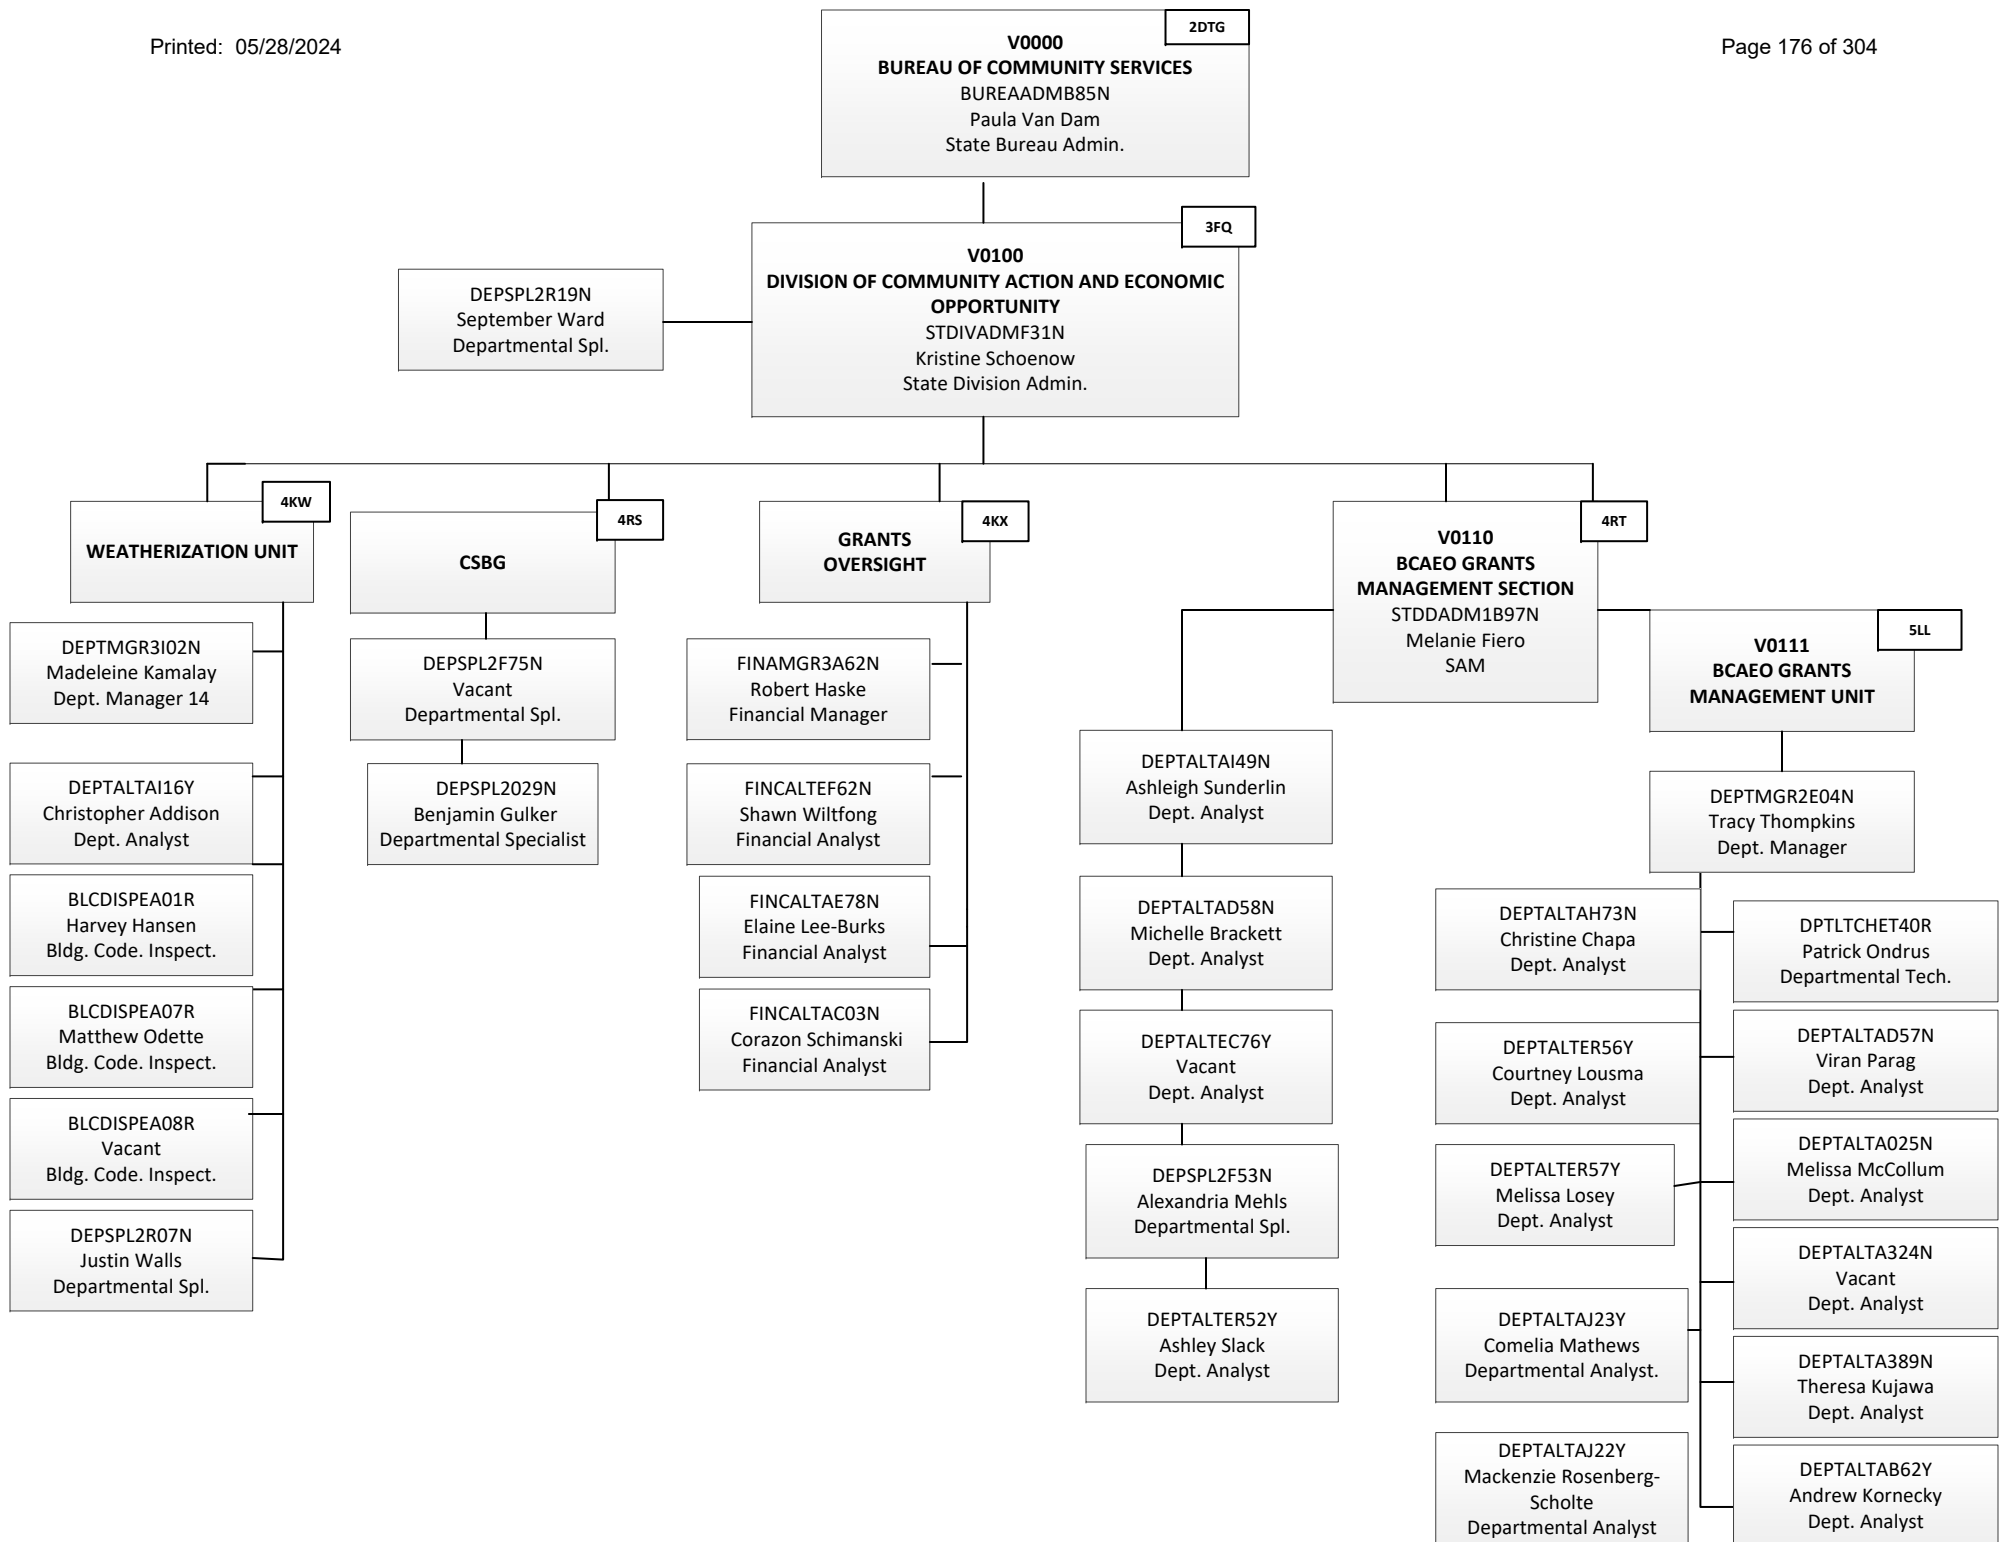 Printed: 05/28/2024
Page 176 of 304
2DTG
V0000
BUREAU OF COMMUNITY SERVICES
BUREAADMB85N
Paula Van Dam
State Bureau Admin.
3FQ
V0100
DIVISION OF COMMUNITY ACTION AND ECONOMIC
OPPORTUNITY
STDIVADMF31N
Kristine Schoenow
State Division Admin.
DEPSPL2R19N
September Ward
Departmental Spl.
4KW
WEATHERIZATION UNIT
DEPTMGR3I02N
Madeleine Kamalay
Dept. Manager 14
DEPTALTAI16Y
Christopher Addison
Dept. Analyst
BLCDISPEA01R
Harvey Hansen
Bldg. Code. Inspect.
BLCDISPEA07R
Matthew Odette
Bldg. Code. Inspect.
BLCDISPEA08R
Vacant
Bldg. Code. Inspect.
DEPSPL2R07N
Justin Walls
Departmental Spl.
4RS
CSBG
DEPSPL2F75N
Vacant
Departmental Spl.
DEPSPL2029N
Benjamin Gulker
Departmental Specialist
4KX
GRANTS
OVERSIGHT
FINAMGR3A62N
Robert Haske
Financial Manager
FINCALTEF62N
Shawn Wiltfong
Financial Analyst
FINCALTAE78N
Elaine Lee-Burks
Financial Analyst
FINCALTAC03N
Corazon Schimanski
Financial Analyst
4RT
V0110
BCAEO GRANTS
MANAGEMENT SECTION
STDDADM1B97N
Melanie Fiero
SAM
DEPTALTAI49N
Ashleigh Sunderlin
Dept. Analyst
DEPTALTAD58N
Michelle Brackett
Dept. Analyst
DEPTALTEC76Y
Vacant
Dept. Analyst
DEPSPL2F53N
Alexandria Mehls
Departmental Spl.
DEPTALTER52Y
Ashley Slack
Dept. Analyst
5LL
V0111
BCAEO GRANTS
MANAGEMENT UNIT
DEPTMGR2E04N
Tracy Thompkins
Dept. Manager
DEPTALTAH73N
Christine Chapa
Dept. Analyst
DEPTALTER56Y
Courtney Lousma
Dept. Analyst
DEPTALTER57Y
Melissa Losey
Dept. Analyst
DEPTALTAJ23Y
Comelia Mathews
Departmental Analyst.
DEPTALTAJ22Y
Mackenzie Rosenberg-
Scholte
Departmental Analyst
DPTLTCHET40R
Patrick Ondrus
Departmental Tech.
DEPTALTAD57N
Viran Parag
Dept. Analyst
DEPTALTA025N
Melissa McCollum
Dept. Analyst
DEPTALTA324N
Vacant
Dept. Analyst
DEPTALTA389N
Theresa Kujawa
Dept. Analyst
DEPTALTAB62Y
Andrew Kornecky
Dept. Analyst